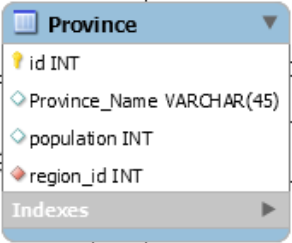 Province
id INT
Province_Name VARCHAR(45)
population INT
region_id INT
Indexes